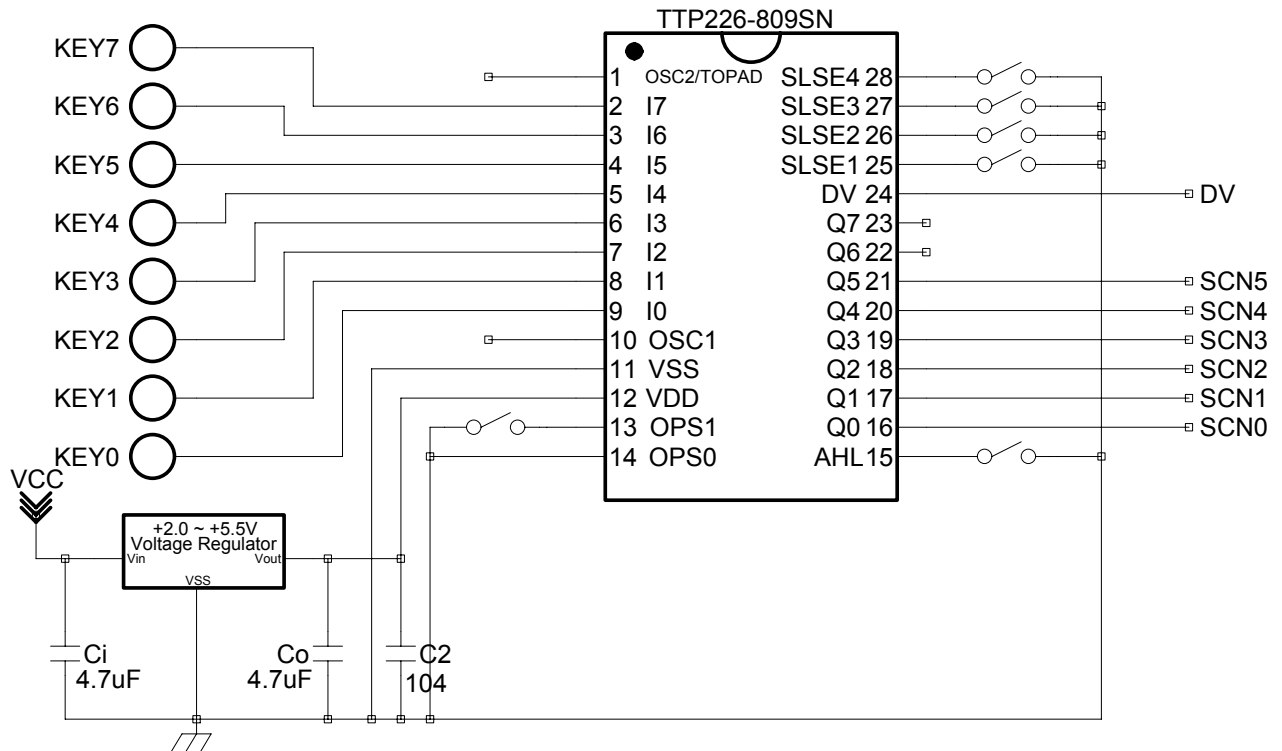 TTP226-809SN
KEY7
KEY6
KEY5
KEY4
KEY3
KEY2
KEY1
KEY0
1 OSC2/TOPAD SLSE4 28
2 I7 SLSE3 27
3 I6 SLSE2 26
4 I5 SLSE1 25
5 I4 DV 24 DV
6 I3 Q7 23
7 I2 Q6 22
8 I1 Q5 21 SCN5
9 I0 Q4 20 SCN4
10 OSC1 Q3 19 SCN3
11 VSS Q2 18 SCN2
12 VDD Q1 17 SCN1
13 OPS1 Q0 16 SCN0
14 OPS0 AHL 15
VCC
+2.0 ~ +5.5V
Voltage Regulator
Vin Vout
VSS
Ci
4.7uF
Co
4.7uF
C2
104